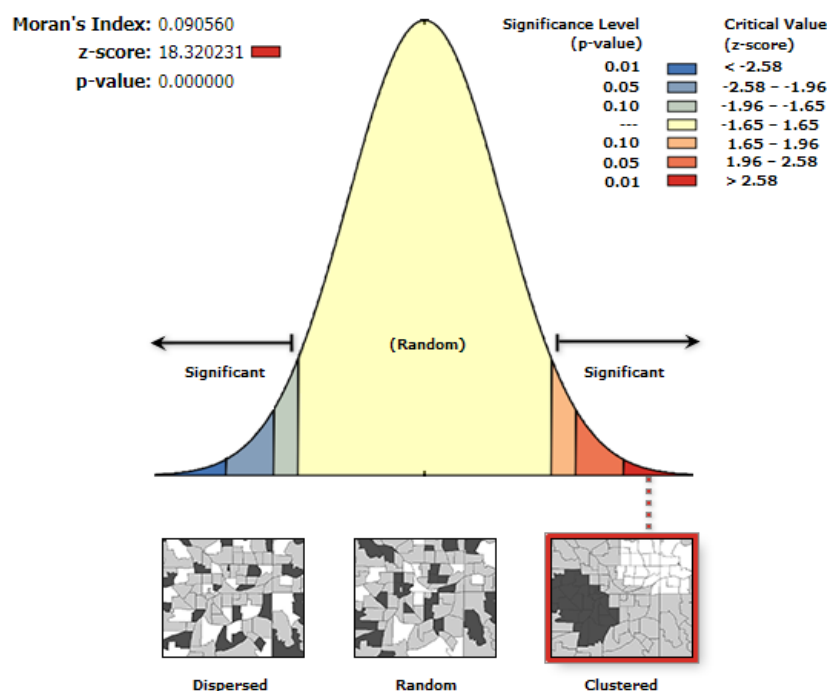 Moran's Index: 0.090560
z-score: 18.320231
p-value: 0.000000
Significance Level
(p-value)
Critical Value
(z-score)
0.01 < -2.58
0.05 -2.58 – -1.96
0.10 -1.96 – -1.65
--- -1.65 – 1.65
0.10 1.65 – 1.96
0.05 1.96 – 2.58
0.01 > 2.58
(Random)
Significant
Significant
Dispersed
Random
Clustered